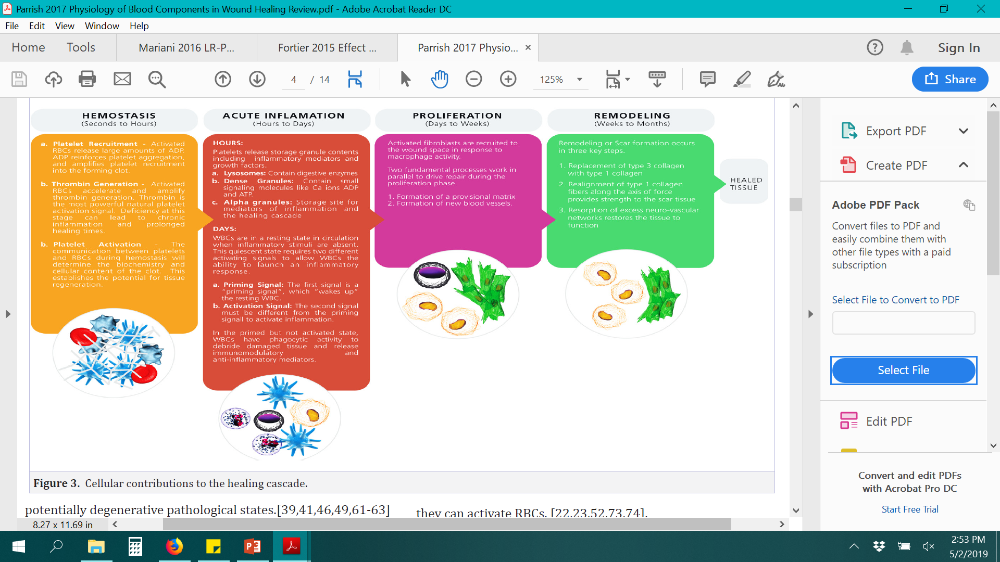 Parrish 2017 Physiology of Blood Components in Wound Healing Review.pdf - Adobe Acrobat Reader DC
File Edit View Window Help
Home Tools Mariani 2016 LR-P... Fortier 2015 Effect ... Parrish 2017 Physio... × Sign In
4 / 14 125% Share
HEMOSTASIS
(Seconds to Hours)
a. Platelet Recruitment - Activated
RBCs release large amounts of ADP.
ADP reinforces platelet aggregation,
and amplifies platelet recruitment
into the forming clot.
b. Thrombin Generation - Activated
RBCs accelerate and amplify
thrombin generation. Thrombin is
the most powerful natural platelet
activation signal. Deficiency at this
stage can lead to chronic
inflammation and prolonged
healing times.
b. Platelet Activation - The
communication between platelets
and RBCs during hemostasis will
determine the biochemistry and
cellular content of the clot. This
establishes the potential for tissue
regeneration.
ACUTE INFLAMATION
(Hours to Days)
HOURS:
Platelets release storage granule contents
including inflammatory mediators and
growth factors.
a. Lysosomes: Contain digestive enzymes
b. Dense Granules: Contain small
signaling molecules like Ca ions ADP
and ATP.
c. Alpha granules: Storage site for
mediators of inflammation and
the healing cascade
DAYS:
WBCs are in a resting state in circulation
when inflammatory stimuli are absent.
This quiescent state requires two different
activating signals to allow WBCs the
ability to launch an inflammatory
response.
a. Priming Signal: The first signal is a
"priming signal", which "wakes up"
the resting WBC.
b. Activation Signal: The second signal
must be different from the priming
signall to activate inflammation.
In the primed but not activated state,
WBCs have phagocytic activity to
debride damaged tissue and release
immunomodulatory and
anti-inflammatory mediators.
PROLIFERATION
(Days to Weeks)
Activated fibroblasts are recruited to
the wound space in response to
macrophage activity.
Two fundamental processes work in
parallel to drive repair during the
proliferation phase
1. Formation of a provisional matrix
2. Formation of new blood vessels.
REMODELING
(Weeks to Months)
Remodeling or Scar formation occurs
in three key steps.
1. Replacement of type 3 collagen
with type 1 collagen
2. Realignment of type 1 collagen
fibers along the axis of force
provides strength to the scar tissue
3. Resorption of excess neuro-vascular
networks restores the tissue to
function
HEALED
TISSUE
Figure 3. Cellular contributions to the healing cascade.
potentially degenerative pathological states.[39,41,46,49,61-63]
they can activate RBCs. [22,23,52,73,74].
8.27 x 11.69 in
Export PDF
Create PDF
Adobe PDF Pack
Convert files to PDF and
easily combine them with
other file types with a paid
subscription
Select File to Convert to PDF
Select File
Edit PDF
Convert and edit PDFs
with Acrobat Pro DC
Start Free Trial
2:53 PM
5/2/2019